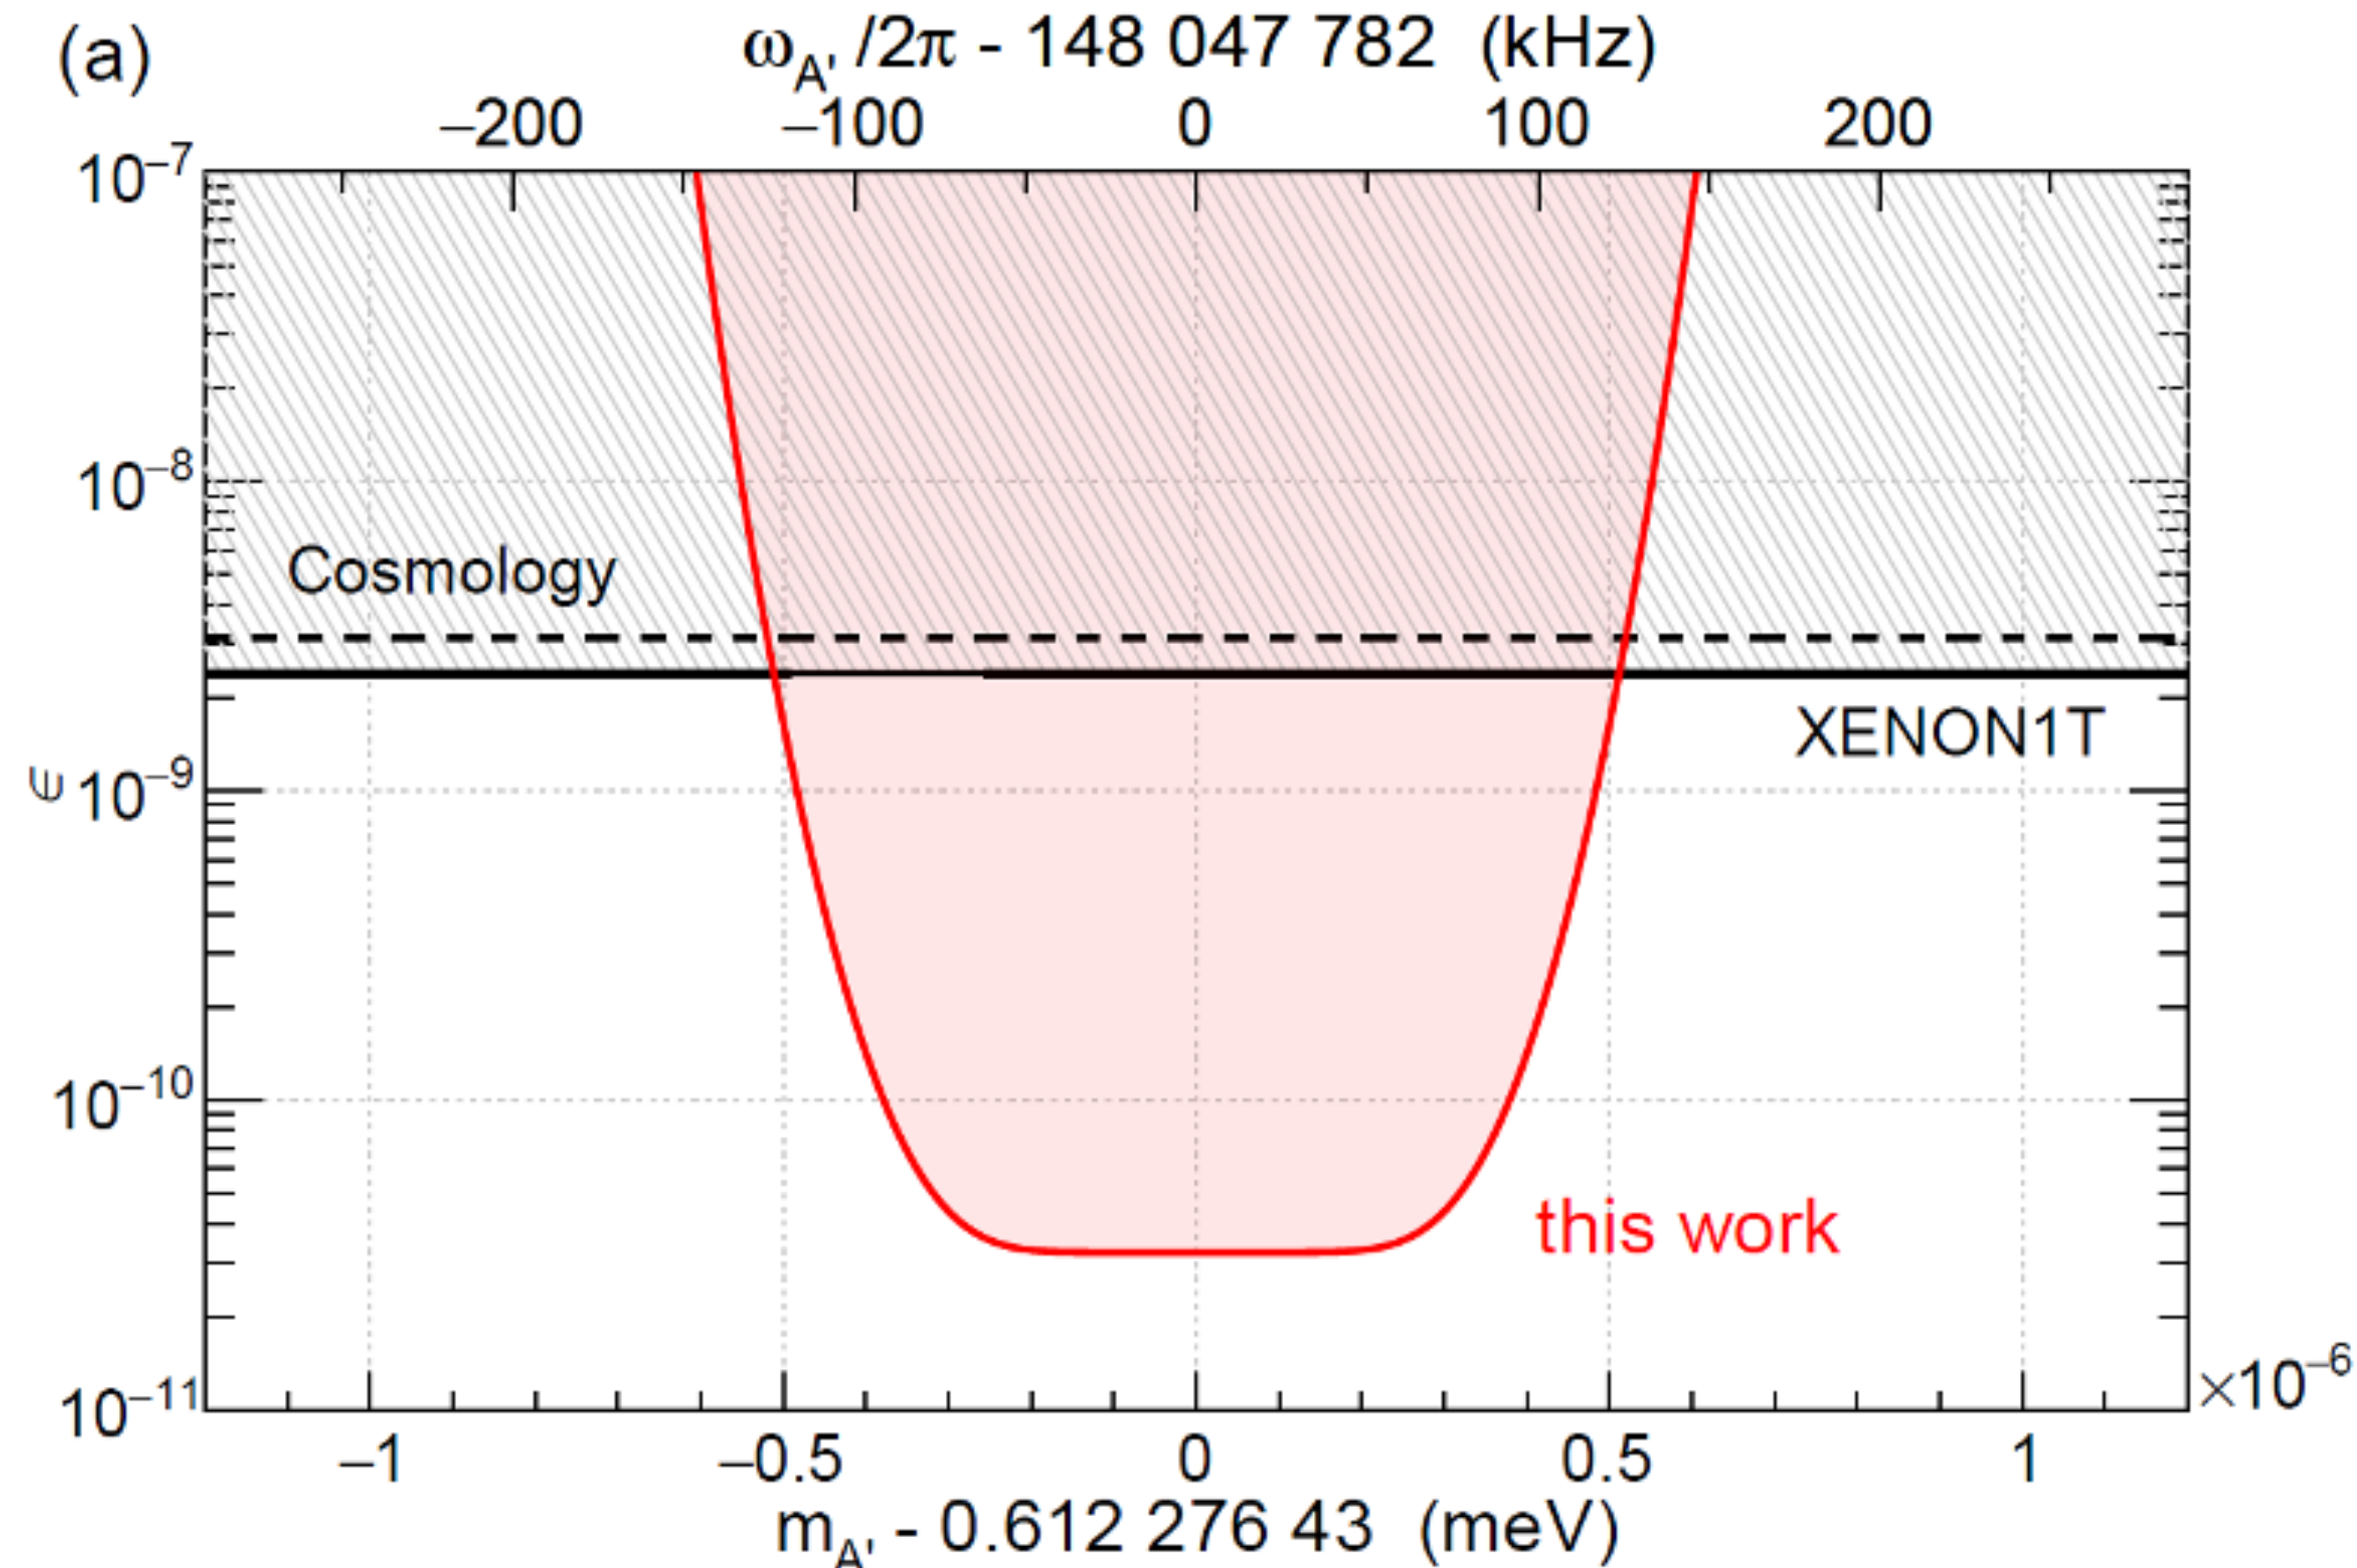 (a)
ω_A' /2π - 148 047 782 (kHz)
−200 −100 0 100 200
10⁻⁷
10⁻⁸
Cosmology
XENON1T
ϵ 10⁻⁹
10⁻¹⁰
this work
10⁻¹¹
×10⁻⁶
−1 −0.5 0 0.5 1
m_A' - 0.612 276 43 (meV)